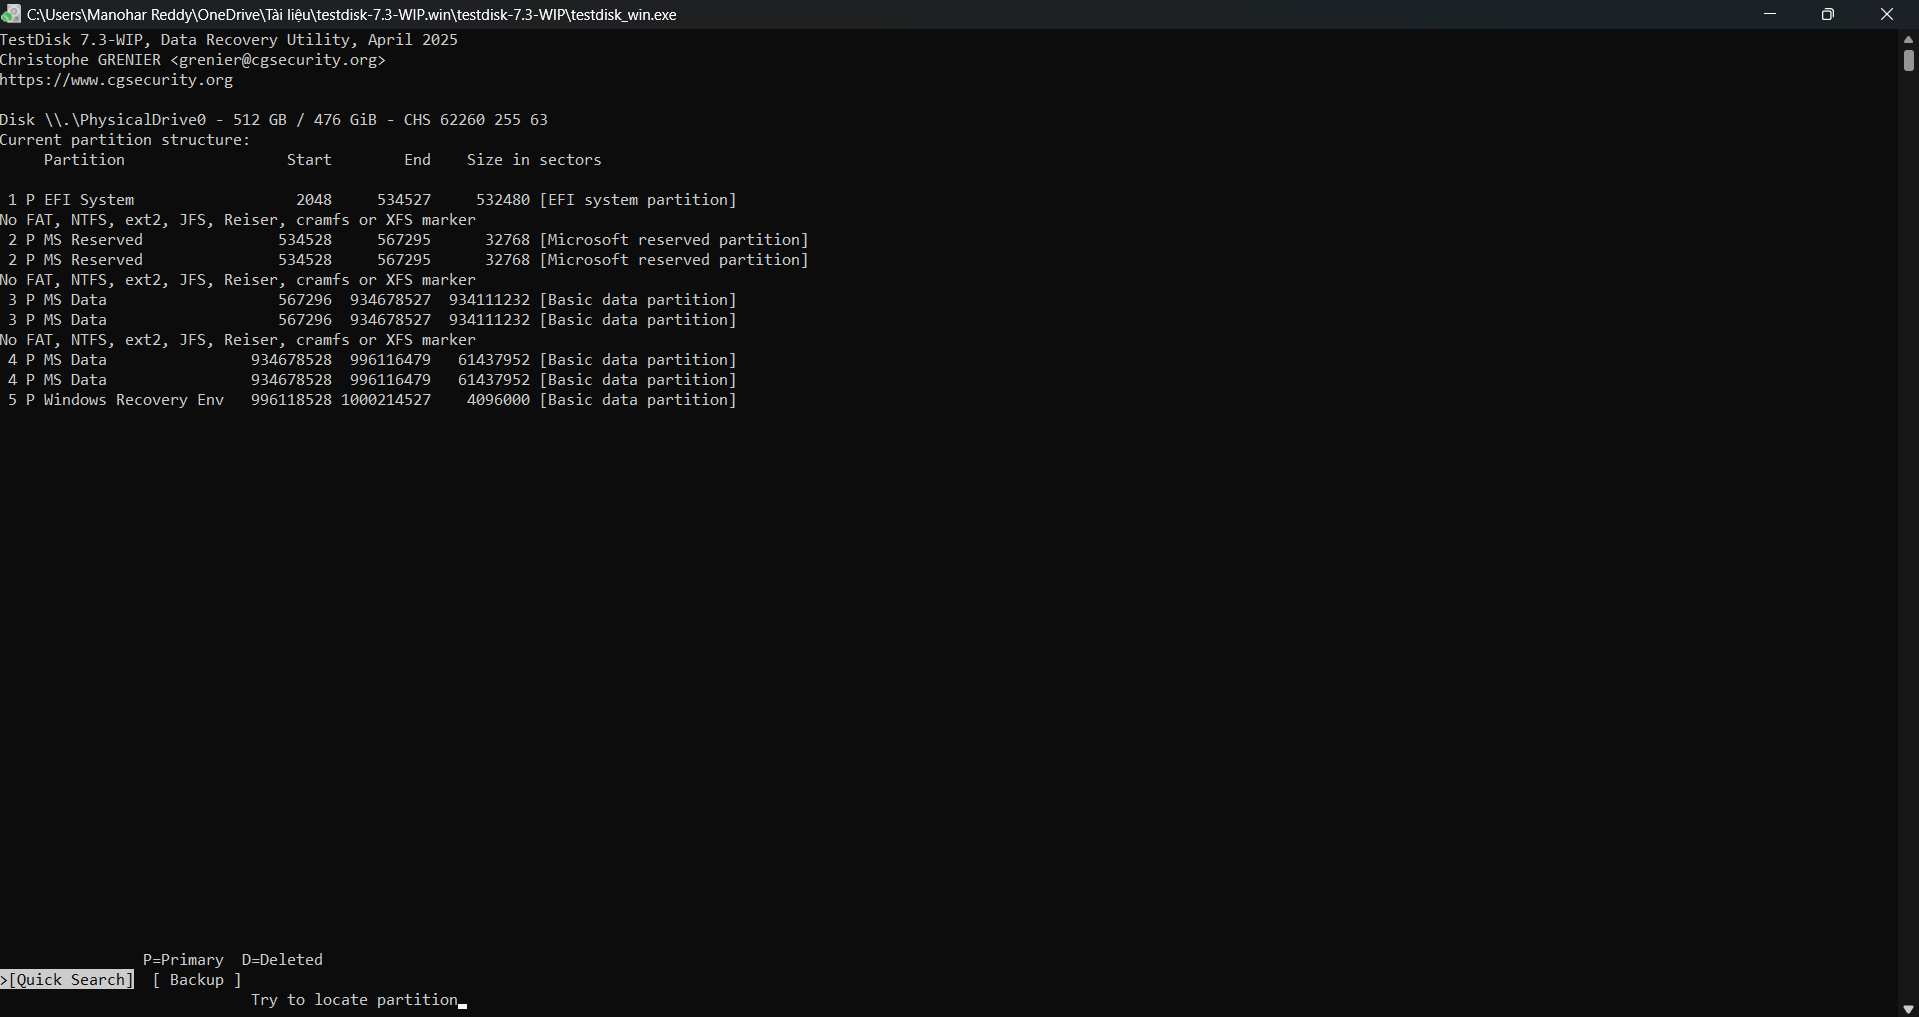 C:\Users\Manohar Reddy\OneDrive\Tài liệu\testdisk-7.3-WIP.win\testdisk-7.3-WIP\testdisk_win.exe
TestDisk 7.3-WIP, Data Recovery Utility, April 2025
Christophe GRENIER <grenier@cgsecurity.org>
https://www.cgsecurity.org
Disk \\.\PhysicalDrive0 - 512 GB / 476 GiB - CHS 62260 255 63
Current partition structure:
     Partition                  Start        End    Size in sectors
 1 P EFI System                  2048     534527     532480 [EFI system partition]
No FAT, NTFS, ext2, JFS, Reiser, cramfs or XFS marker
 2 P MS Reserved               534528     567295      32768 [Microsoft reserved partition]
 2 P MS Reserved               534528     567295      32768 [Microsoft reserved partition]
No FAT, NTFS, ext2, JFS, Reiser, cramfs or XFS marker
 3 P MS Data                   567296  934678527  934111232 [Basic data partition]
 3 P MS Data                   567296  934678527  934111232 [Basic data partition]
No FAT, NTFS, ext2, JFS, Reiser, cramfs or XFS marker
 4 P MS Data                934678528  996116479   61437952 [Basic data partition]
 4 P MS Data                934678528  996116479   61437952 [Basic data partition]
 5 P Windows Recovery Env   996118528 1000214527    4096000 [Basic data partition]
                P=Primary  D=Deleted
>[Quick Search]  [ Backup ]
                            Try to locate partition